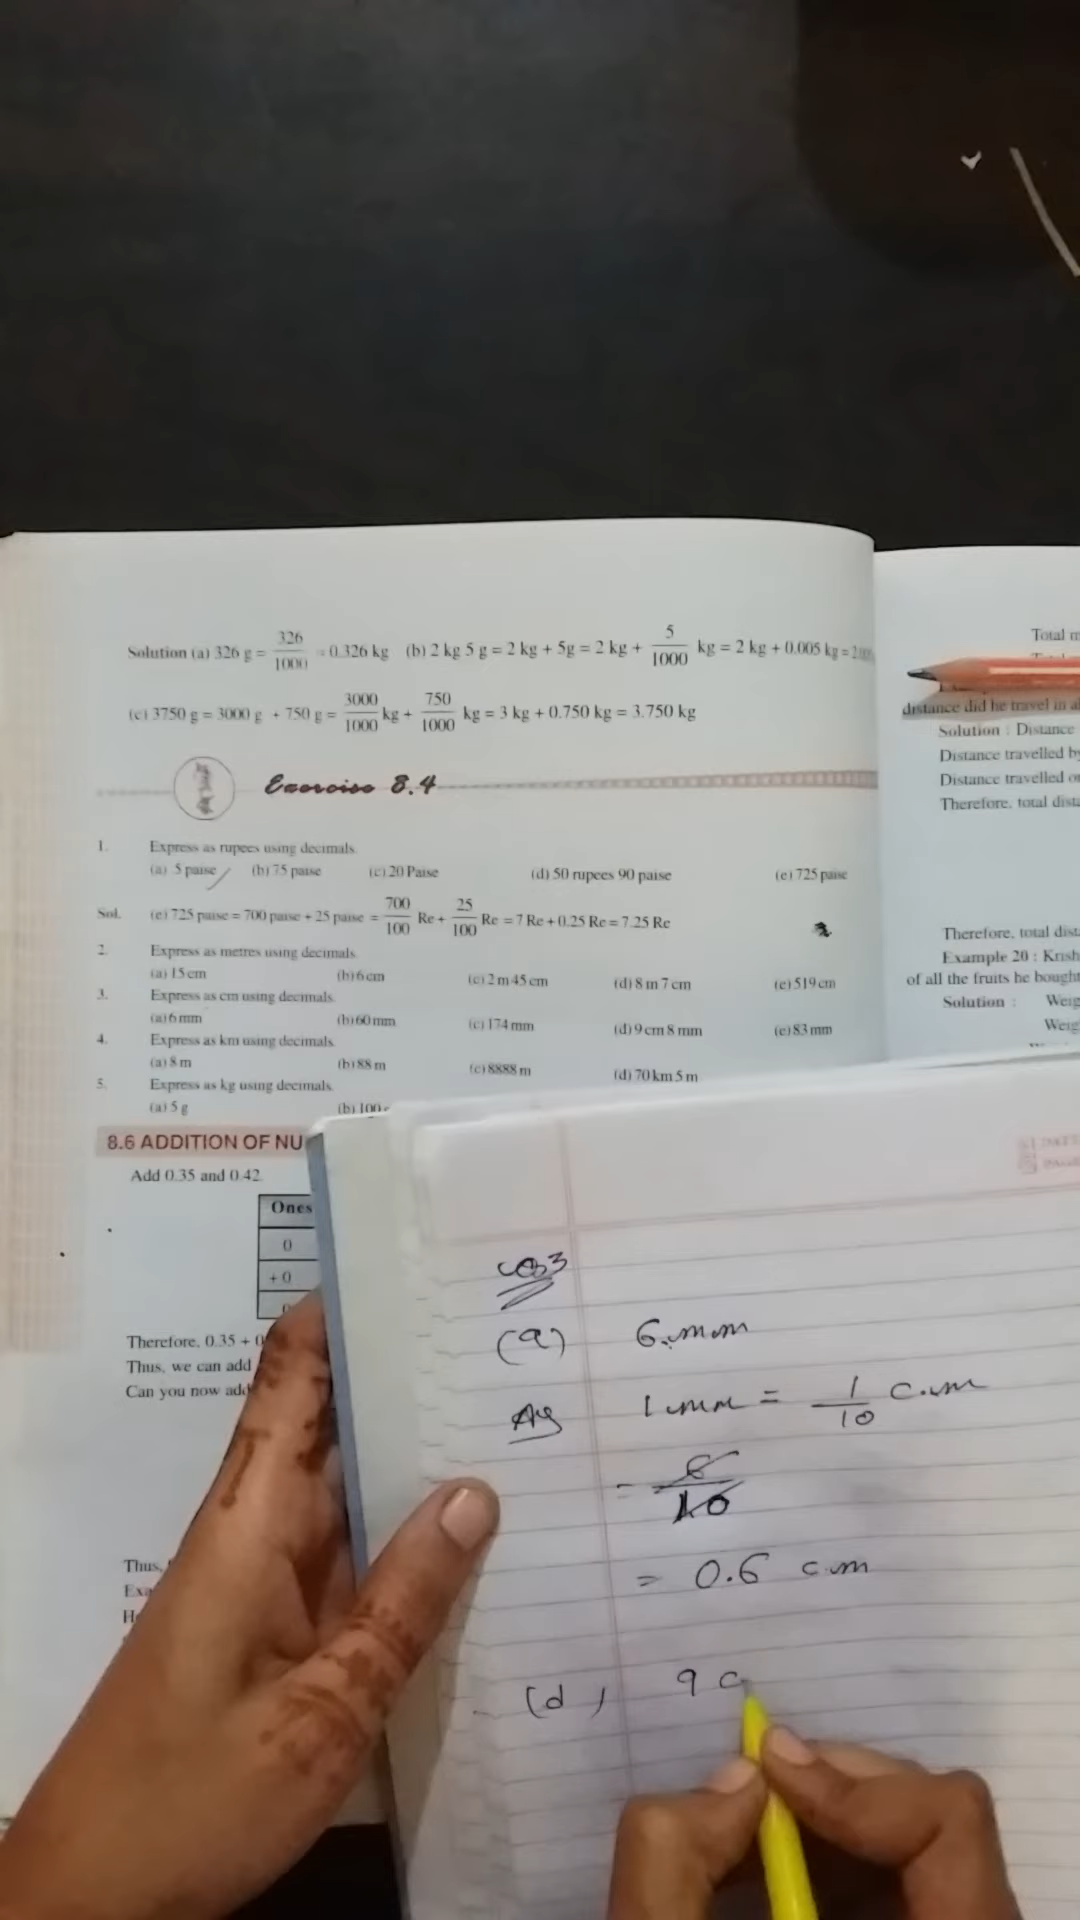 Solution (a) 326 g = 326/1000 = 0.326 kg (b) 2 kg 5 g = 2 kg + 5g = 2 kg + 5/1000 kg = 2 kg + 0.005 kg =
(c) 3750 g = 3000 g + 750 g = 3000/1000 kg + 750/1000 kg = 3 kg + 0.750 kg = 3.750 kg
Exercise 8.4
1. Express as rupees using decimals.
(a) 5 paise (b) 75 paise (c) 20 Paise (d) 50 rupees 90 paise (e) 725 paise
Sol. (e) 725 paise = 700 paise + 25 paise = 700/100 Re + 25/100 Re = 7 Re + 0.25 Re = 7.25 Re
2. Express as metres using decimals.
(a) 15 cm (b) 6 cm (c) 2 m 45 cm (d) 8 m 7 cm (e) 519 cm
3. Express as cm using decimals.
(a) 6 mm (b) 60 mm (c) 174 mm (d) 9 cm 8 mm (e) 83 mm
4. Express as km using decimals.
(a) 8 m (b) 88 m (c) 8888 m (d) 70 km 5 m
5. Express as kg using decimals.
(a) 5 g (b) 100
8.6 ADDITION OF NU
Add 0.35 and 0.42.
Ones
0
+ 0
Therefore, 0.35 + 0
Thus, we can add
Can you now add
Thus,
Exa
Total
distance did he travel in
Solution : Distance
Distance travelled by
Distance travelled
Therefore, total dista
Therefore, total dist
Example 20 : Krish
of all the fruits he bought
Solution : Weig
Weig
(a) 6 mm
1 mm = 1/10 c.m
= 6/10
= 0.6 c.m
(d) 9 c